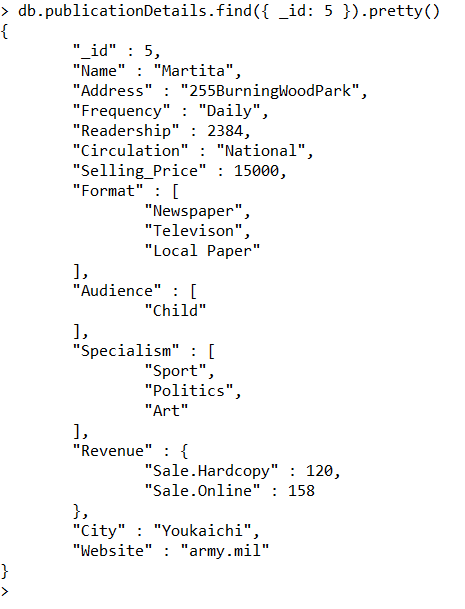 > db.publicationDetails.find({ _id: 5 }).pretty()
{
        "_id" : 5,
        "Name" : "Martita",
        "Address" : "255BurningWoodPark",
        "Frequency" : "Daily",
        "Readership" : 2384,
        "Circulation" : "National",
        "Selling_Price" : 15000,
        "Format" : [
                "Newspaper",
                "Televison",
                "Local Paper"
        ],
        "Audience" : [
                "Child"
        ],
        "Specialism" : [
                "Sport",
                "Politics",
                "Art"
        ],
        "Revenue" : {
                "Sale.Hardcopy" : 120,
                "Sale.Online" : 158
        },
        "City" : "Youkaichi",
        "Website" : "army.mil"
}
>